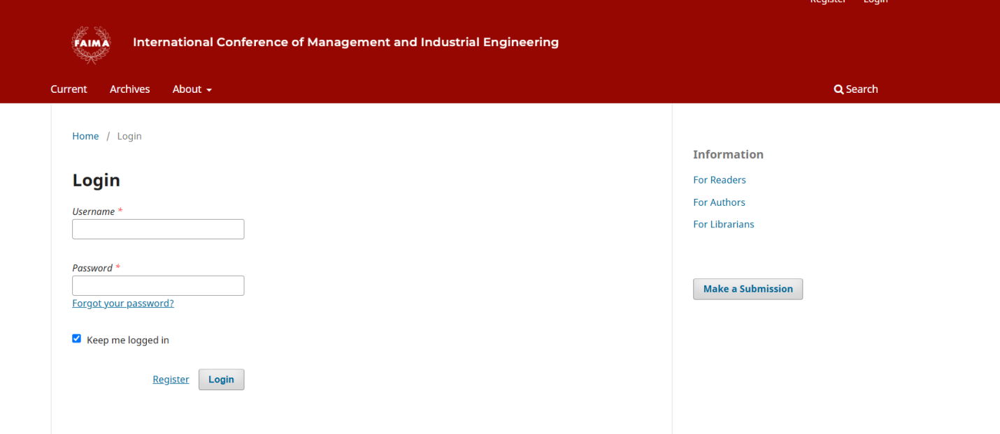 Register Login
FAIMA
International Conference of Management and Industrial Engineering
Current Archives About
Search
Home / Login
Login
Username *
Password *
Forgot your password?
Keep me logged in
Register Login
Information
For Readers
For Authors
For Librarians
Make a Submission